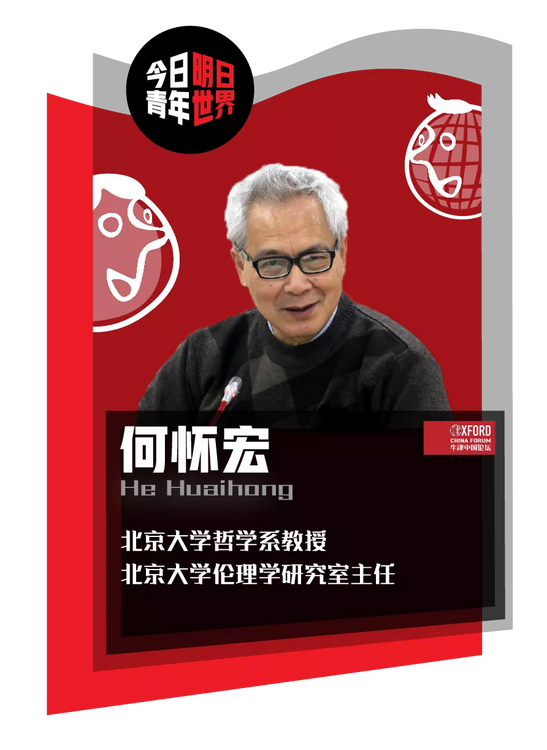 今日明日
青年世界
何怀宏
He Huaihong
OXFORD
CHINA FORUM
牛津中国论坛
北京大学哲学系教授
北京大学伦理学研究室主任